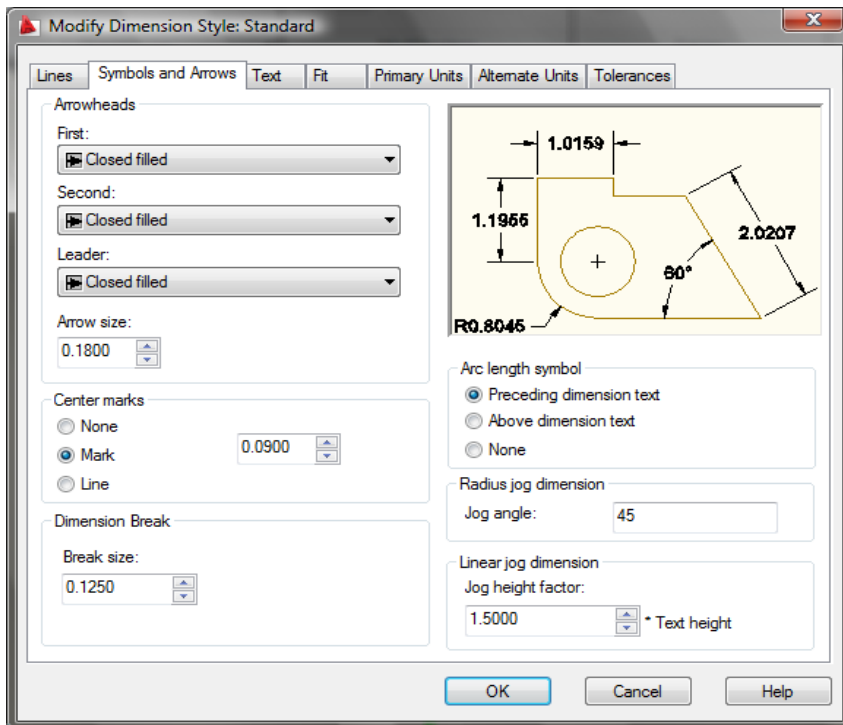 Modify Dimension Style: Standard
Lines Symbols and Arrows Text Fit Primary Units Alternate Units Tolerances
Arrowheads
First:
Closed filled
Second:
Closed filled
Leader:
Closed filled
Arrow size:
0.1800
Center marks
None
Mark
0.0900
Line
Dimension Break
Break size:
0.1250
1.0159
1.1955
2.0207
60°
R0.8045
Arc length symbol
Preceding dimension text
Above dimension text
None
Radius jog dimension
Jog angle: 45
Linear jog dimension
Jog height factor:
1.5000 * Text height
OK Cancel Help